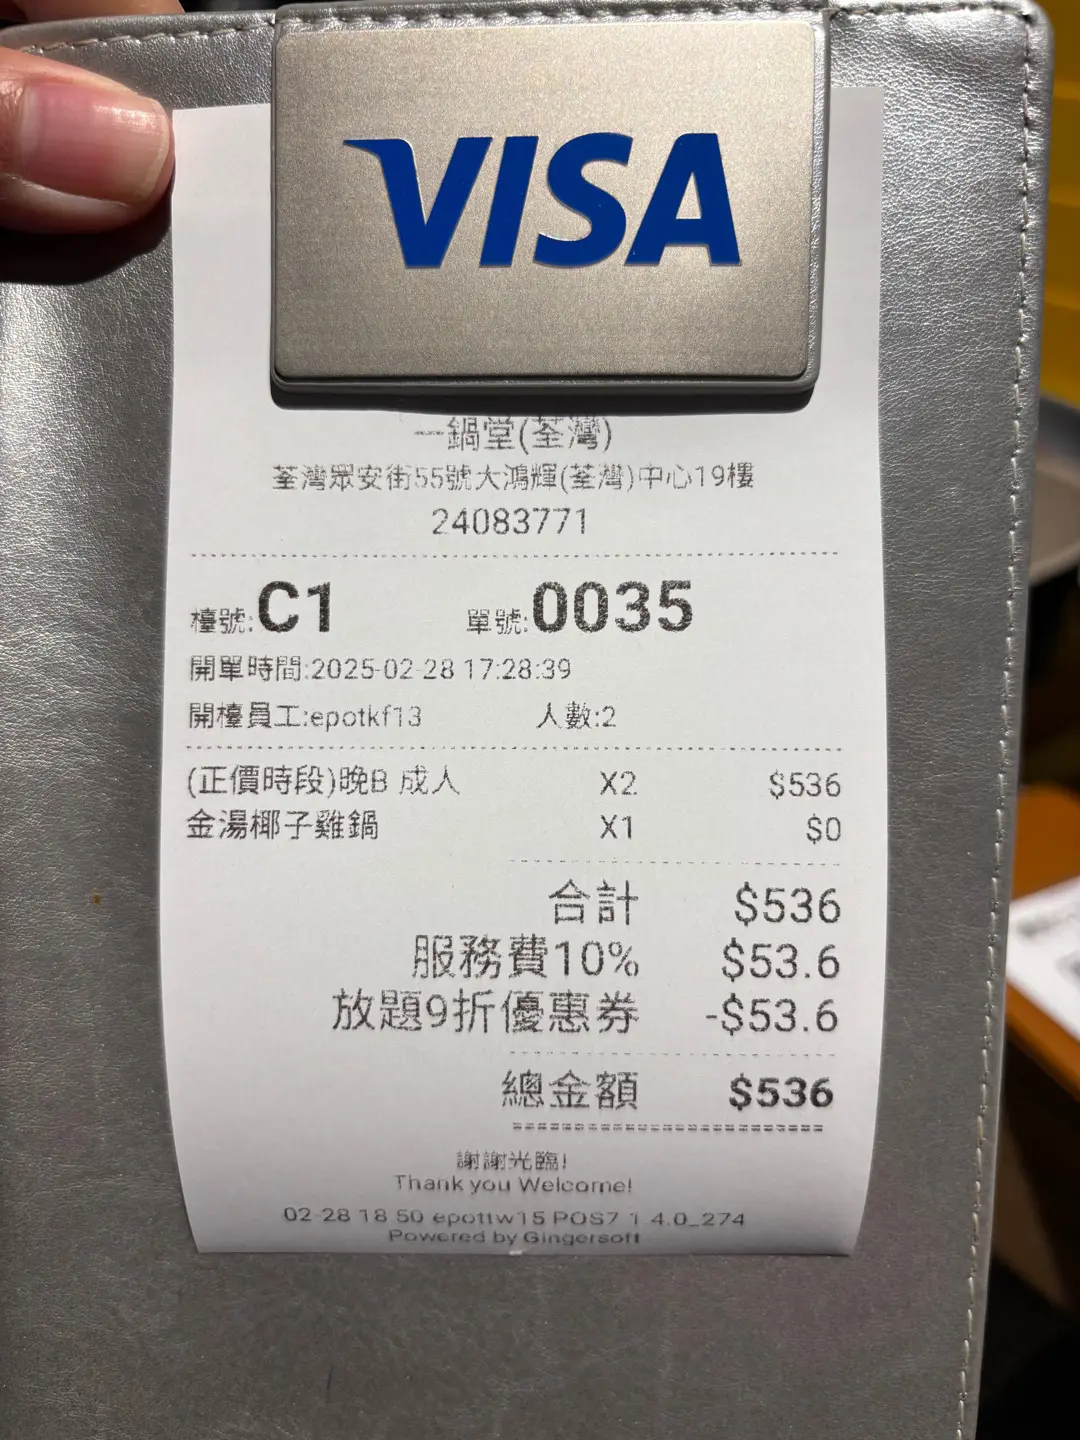 VISA
一鍋堂(荃灣)
荃灣眾安街55號大鴻輝(荃灣)中心19樓
24083771
檯號:C1 單號:0035
開單時間:2025-02-28 17:28:39
開檯員工:epotkf13 人數:2
(正價時段)晚B 成人 X2 $536
金湯椰子雞鍋 X1 $0
合計 $536
服務費10% $53.6
放題9折優惠券 -$53.6
總金額 $536
謝謝光臨!
Thank you Welcome!
02-28 18:50 epottw15 POS7 1.4.0_274
Powered by Gingersoft